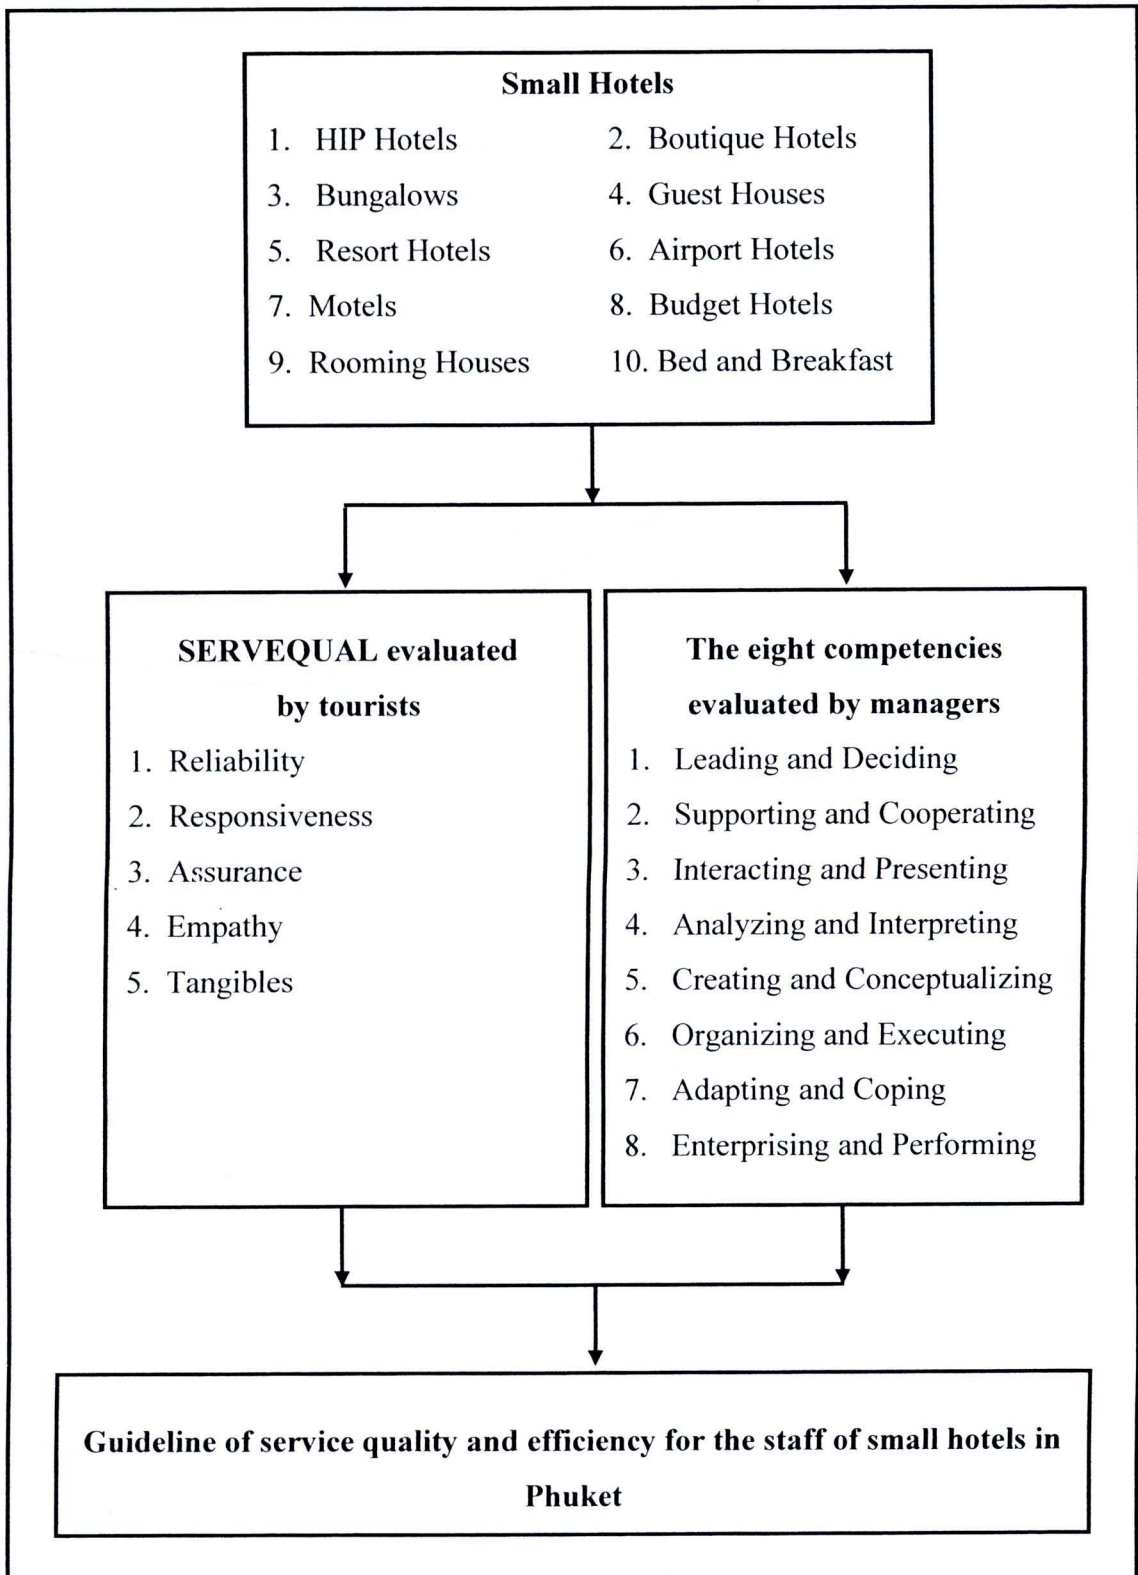 Small Hotels
1. HIP Hotels 2. Boutique Hotels
3. Bungalows 4. Guest Houses
5. Resort Hotels 6. Airport Hotels
7. Motels 8. Budget Hotels
9. Rooming Houses 10. Bed and Breakfast
SERVEQUAL evaluated
by tourists
1. Reliability
2. Responsiveness
3. Assurance
4. Empathy
5. Tangibles
The eight competencies
evaluated by managers
1. Leading and Deciding
2. Supporting and Cooperating
3. Interacting and Presenting
4. Analyzing and Interpreting
5. Creating and Conceptualizing
6. Organizing and Executing
7. Adapting and Coping
8. Enterprising and Performing
Guideline of service quality and efficiency for the staff of small hotels in
Phuket